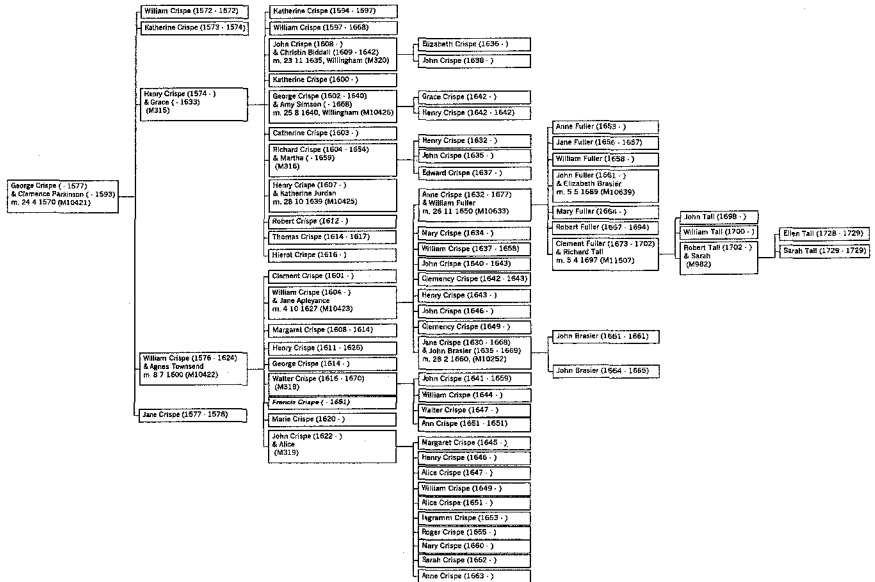 George Crispe ( - 1577)
& Clemence Parkinson ( - 1593)
m. 24 4 1570 (M10421)
William Crispe (1572 - 1572)
Katherine Crispe (1573 - 1574)
Henry Crispe (1574 - )
& Grace ( - 1633)
(M315)
William Crispe (1576 - 1624)
& Agnes Townsend
m. 8 7 1600 (M10422)
Jane Crispe (1577 - 1578)
Katherine Crispe (1594 - 1597)
William Crispe (1597 - 1668)
John Crispe (1608 - )
& Christin Biddall (1609 - 1642)
m. 23 11 1635, Willingham (M320)
Katherine Crispe (1600 - )
George Crispe (1602 - 1640)
& Amy Simson ( - 1668)
m. 25 8 1640, Willingham (M10426)
Catherine Crispe (1603 - )
Richard Crispe (1604 - 1654)
& Martha ( - 1659)
(M316)
Henry Crispe (1607 - )
& Katherine Jurdan
m. 28 10 1639 (M10425)
Robert Crispe (1612 - )
Thomas Crispe (1614 - 1617)
Hierot Crispe (1616 - )
Clement Crispe (1601 - )
William Crispe (1604 - )
& Jane Apleyance
m. 4 10 1627 (M10423)
Margaret Crispe (1608 - 1614)
Henry Crispe (1611 - 1626)
George Crispe (1614 - )
Walter Crispe (1616 - 1670)
(M318)
Francis Crispe ( - 1651)
Marie Crispe (1620 - )
John Crispe (1622 - )
& Alice
(M319)
Elizabeth Crispe (1636 - )
John Crispe (1638 - )
Grace Crispe (1642 - )
Henry Crispe (1642 - 1642)
Henry Crispe (1632 - )
John Crispe (1635 - )
Edward Crispe (1637 - )
Anne Crispe (1632 - 1677)
& William Fuller
m. 26 11 1650 (M10633)
Mary Crispe (1634 - )
William Crispe (1637 - 1658)
John Crispe (1640 - 1643)
Clemency Crispe (1642 - 1643)
Henry Crispe (1643 - )
John Crispe (1646 - )
Clemency Crispe (1649 - )
Jane Crispe (1630 - 1668)
& John Brasier (1635 - 1669)
m. 28 2 1660, (M10252)
John Crispe (1641 - 1659)
William Crispe (1644 - )
Walter Crispe (1647 - )
Ann Crispe (1651 - 1651)
Margaret Crispe (1645 - )
Henry Crispe (1646 - )
Alice Crispe (1647 - )
William Crispe (1649 - )
Alice Crispe (1651 - )
Ingramm Crispe (1653 - )
Roger Crispe (1655 - )
Mary Crispe (1660 - )
Sarah Crispe (1662 - )
Anne Crispe (1663 - )
Anne Fuller (1653 - )
Jane Fuller (1656 - 1657)
William Fuller (1658 - )
John Fuller (1661 - )
& Elizabeth Brasier
m. 5 5 1689 (M10639)
Mary Fuller (1664 - )
Robert Fuller (1667 - 1694)
Clement Fuller (1673 - 1702)
& Richard Tall
m. 5 4 1697 (M11507)
John Brasier (1661 - 1661)
John Brasier (1664 - 1665)
John Tall (1698 - )
William Tall (1700 - )
Robert Tall (1702 - )
& Sarah
(M982)
Ellen Tall (1728 - 1729)
Sarah Tall (1729 - 1729)